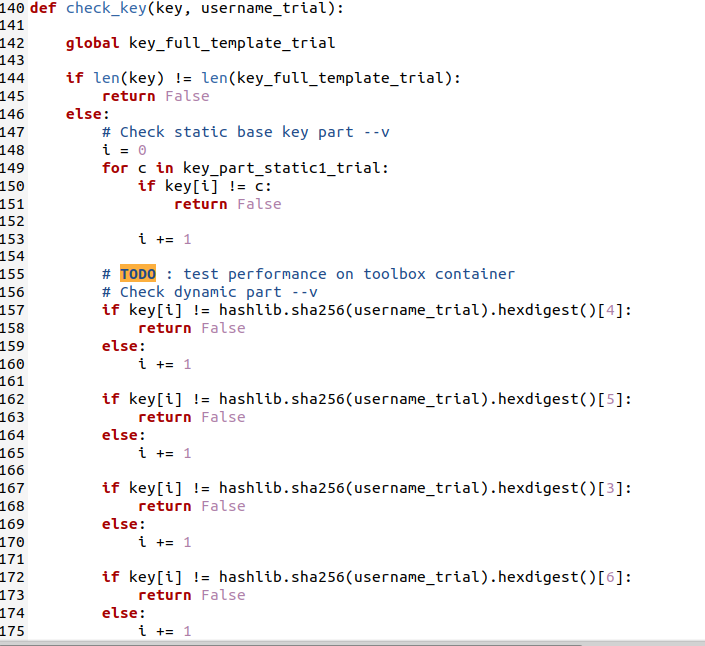 140 def check_key(key, username_trial):
141
142     global key_full_template_trial
143
144     if len(key) != len(key_full_template_trial):
145         return False
146     else:
147         # Check static base key part --v
148         i = 0
149         for c in key_part_static1_trial:
150             if key[i] != c:
151                 return False
152
153             i += 1
154
155         # TODO : test performance on toolbox container
156         # Check dynamic part --v
157         if key[i] != hashlib.sha256(username_trial).hexdigest()[4]:
158             return False
159         else:
160             i += 1
161
162         if key[i] != hashlib.sha256(username_trial).hexdigest()[5]:
163             return False
164         else:
165             i += 1
166
167         if key[i] != hashlib.sha256(username_trial).hexdigest()[3]:
168             return False
169         else:
170             i += 1
171
172         if key[i] != hashlib.sha256(username_trial).hexdigest()[6]:
173             return False
174         else:
175             i += 1